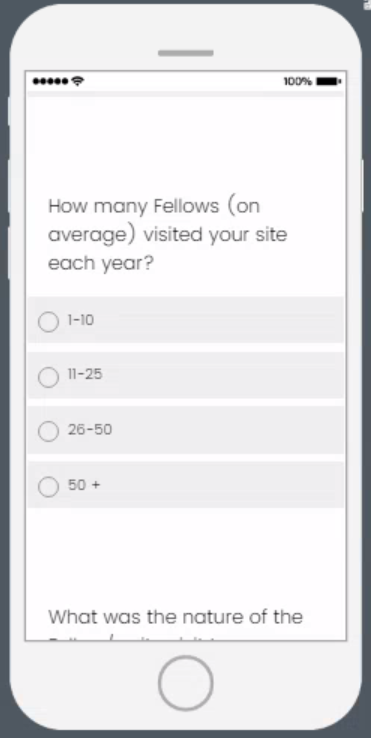 100%
How many Fellows (on
average) visited your site
each year?
1-10
11-25
26-50
50 +
What was the nature of the